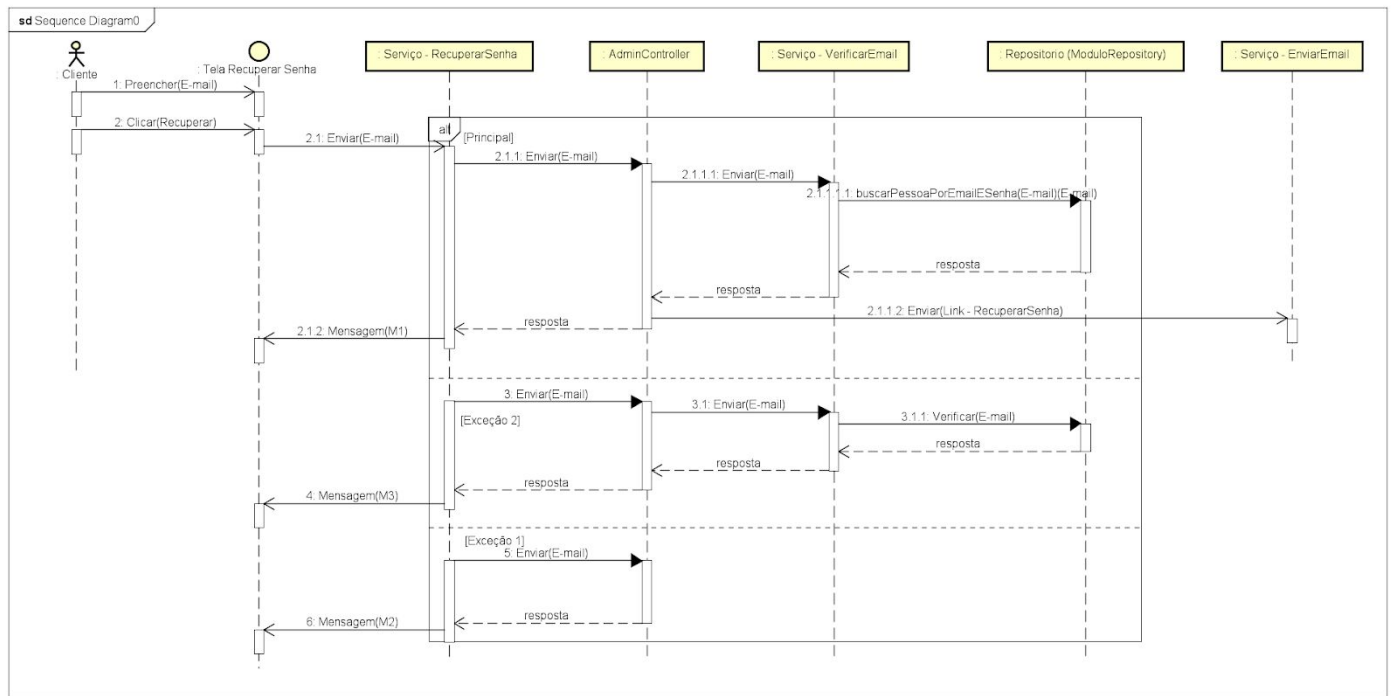 sd Sequence Diagram0
: Cliente
: Tela Recuperar Senha
: Serviço - RecuperarSenha
: AdminController
: Serviço - VerificarEmail
: Repositorio (ModuloRepository)
: Serviço - EnviarEmail
1: Preencher(E-mail)
2: Clicar(Recuperar)
alt
[Principal]
2.1: Enviar(E-mail)
2.1.1: Enviar(E-mail)
2.1.1.1: Enviar(E-mail)
2.1.1.1.1: buscarPessoaPorEmailESenha(E-mail)(E-mail)
resposta
resposta
2.1.1.2: Enviar(Link - RecuperarSenha)
resposta
2.1.2: Mensagem(M1)
3: Enviar(E-mail)
3.1: Enviar(E-mail)
[Exceção 2]
3.1.1: Verificar(E-mail)
resposta
resposta
resposta
4: Mensagem(M3)
[Exceção 1]
5: Enviar(E-mail)
resposta
6: Mensagem(M2)